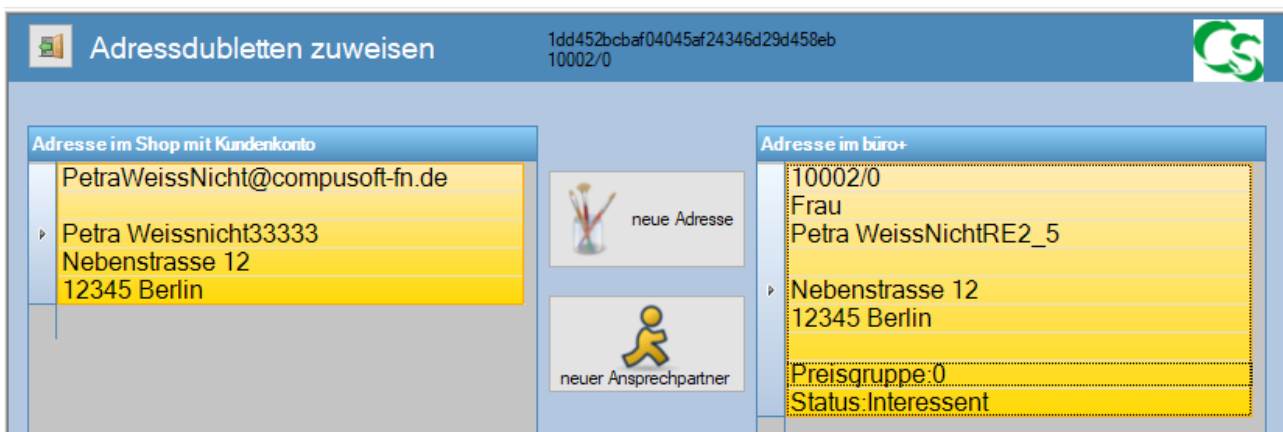 Adressdubletten zuweisen
1dd452bcbaf04045af24346d29d458eb
10002/0
CS
Adresse im Shop mit Kundenkonto
PetraWeissNicht@compusoft-fn.de
Petra Weissnicht33333
Nebenstrasse 12
12345 Berlin
neue Adresse
neuer Ansprechpartner
Adresse im büro+
10002/0
Frau
Petra WeissNichtRE2_5
Nebenstrasse 12
12345 Berlin
Preisgruppe:0
Status:Interessent